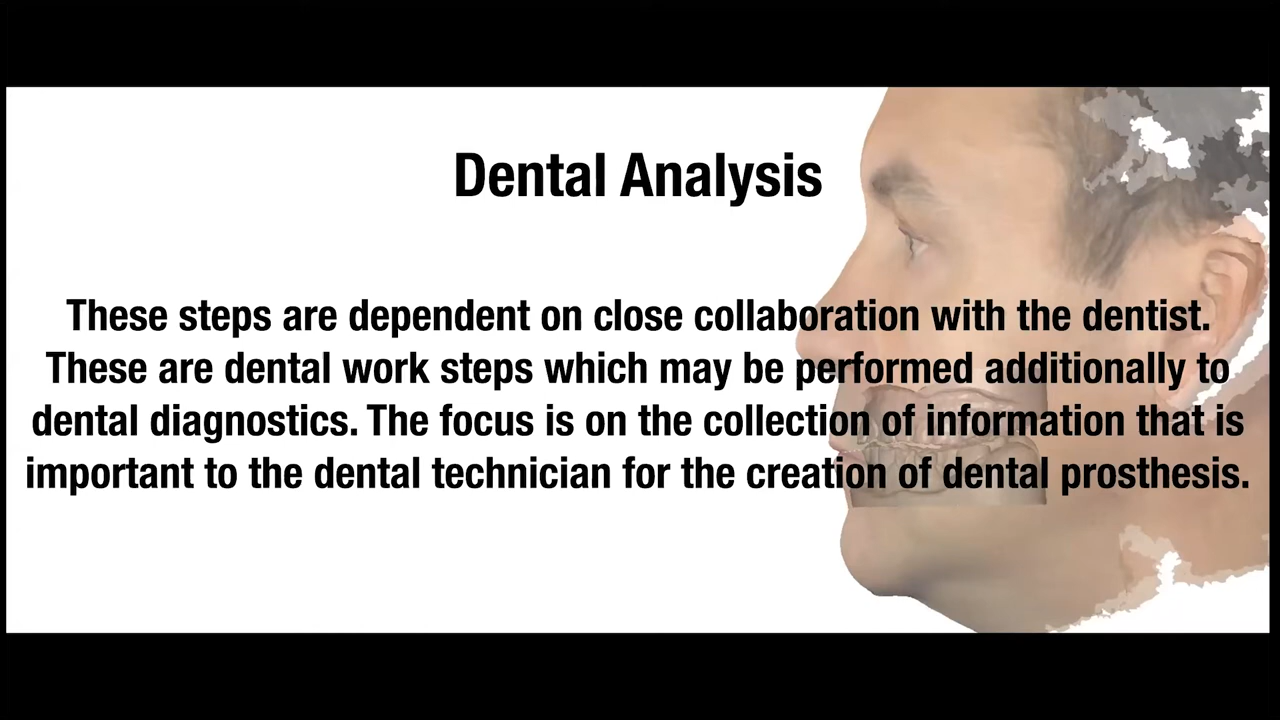 Dental Analysis
These steps are dependent on close collaboration with the dentist.
These are dental work steps which may be performed additionally to
dental diagnostics. The focus is on the collection of information that is
important to the dental technician for the creation of dental prosthesis.